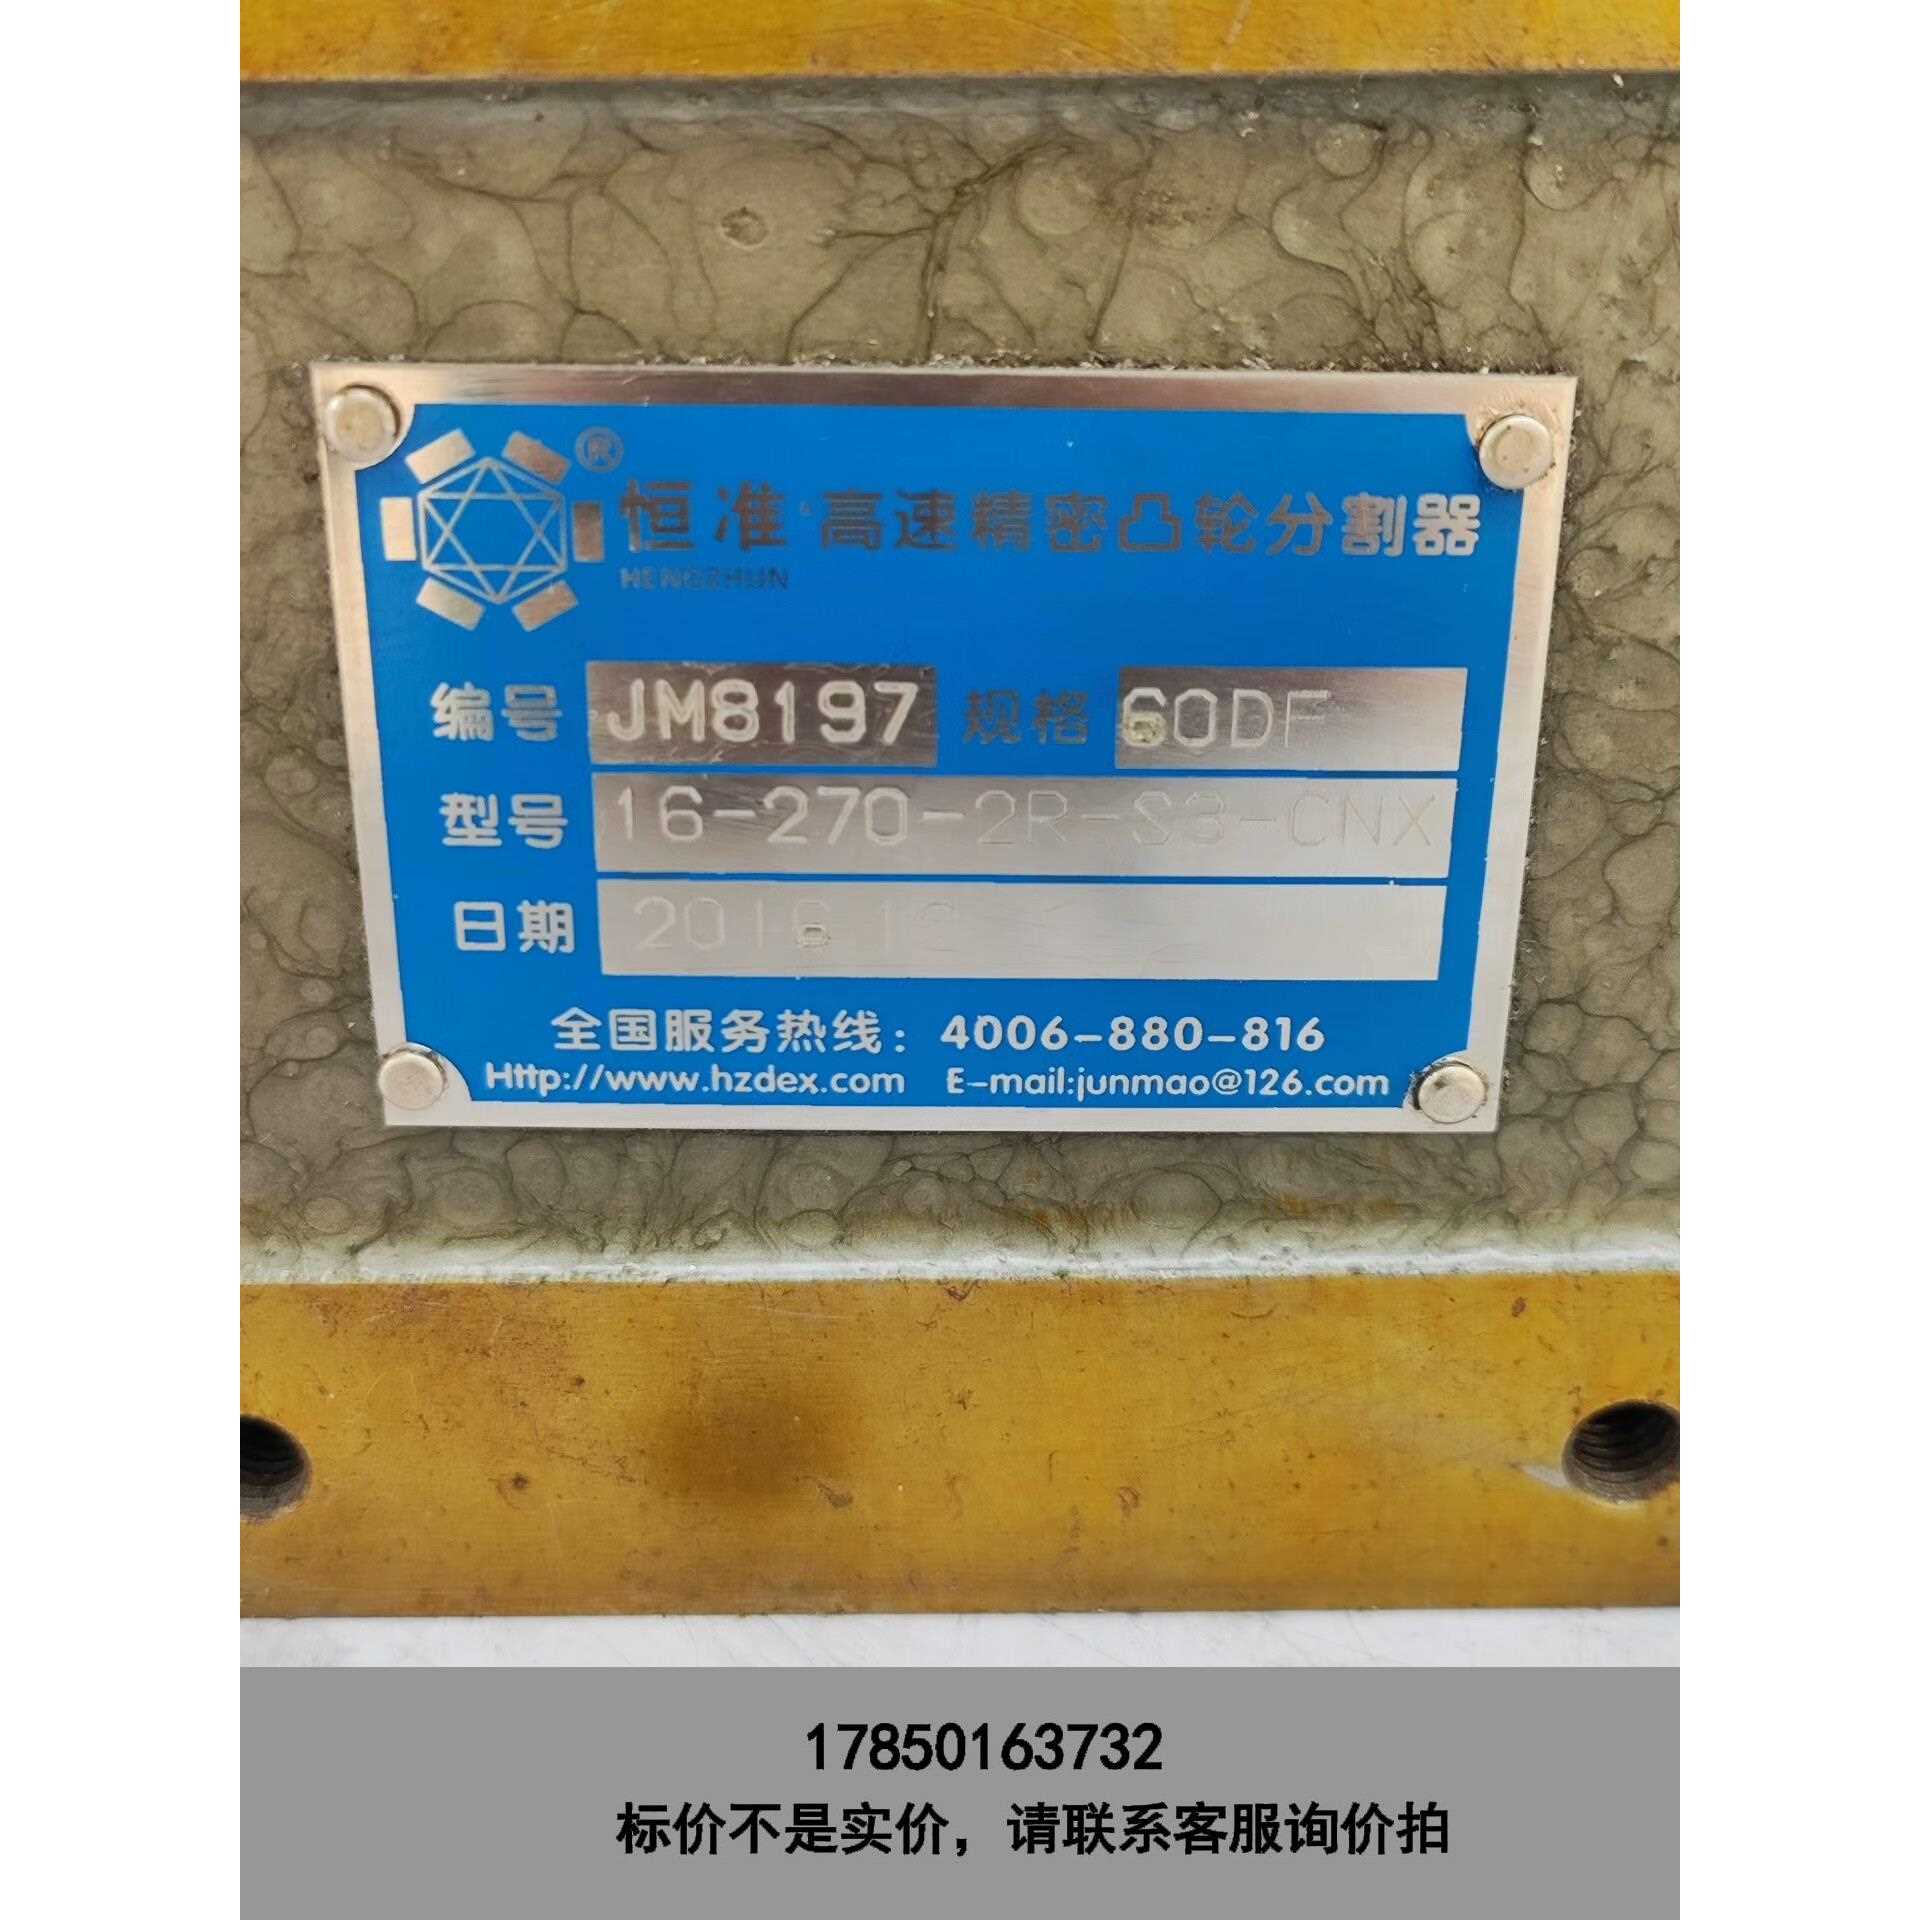 ® 恒准·高速精密凸轮分割器
HENGZHUN
编号 JM8197 规格 60DF
型号 16-270-2R-S3-CNX
日期 2016
全国服务热线：4006-880-816
Http://www.hzdex.com E-mail:junmao@126.com
17850163732
标价不是实价，请联系客服询价拍